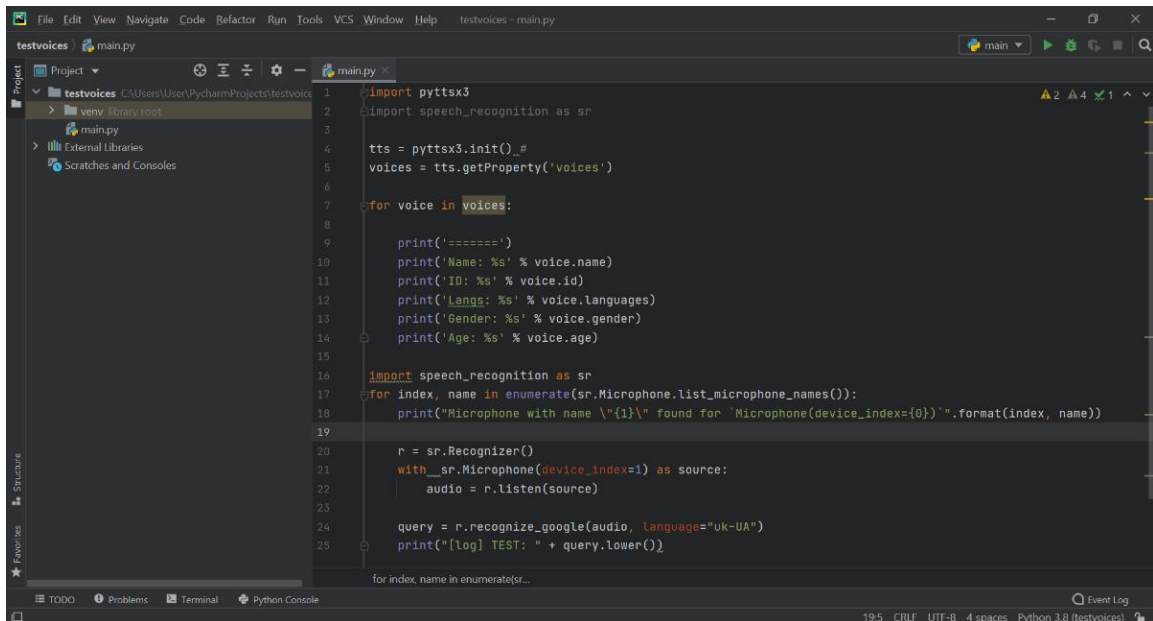 File Edit View Navigate Code Refactor Run Tools VCS Window Help testvoices - main.py
testvoices main.py main
Project
main.py
testvoices C:\Users\User\PycharmProjects\testvoice
venv library root
main.py
External Libraries
Scratches and Consoles
2 4 1
1 import pyttsx3
2 import speech_recognition as sr
3
4 tts = pyttsx3.init() #
5 voices = tts.getProperty('voices')
6
7 for voice in voices:
8
9 print('=======')
10 print('Name: %s' % voice.name)
11 print('ID: %s' % voice.id)
12 print('Langs: %s' % voice.languages)
13 print('Gender: %s' % voice.gender)
14 print('Age: %s' % voice.age)
15
16 import speech_recognition as sr
17 for index, name in enumerate(sr.Microphone.list_microphone_names()):
18 print("Microphone with name \"{1}\" found for `Microphone(device_index={0})`".format(index, name))
19
20 r = sr.Recognizer()
21 with sr.Microphone(device_index=1) as source:
22 audio = r.listen(source)
23
24 query = r.recognize_google(audio, language="uk-UA")
25 print("[log] TEST: " + query.lower())
for index, name in enumerate(sr...
Project
Structure
Favorites
TODO Problems Terminal Python Console Event Log
19:5 CRLF UTF-8 4 spaces Python 3.8 (testvoices)